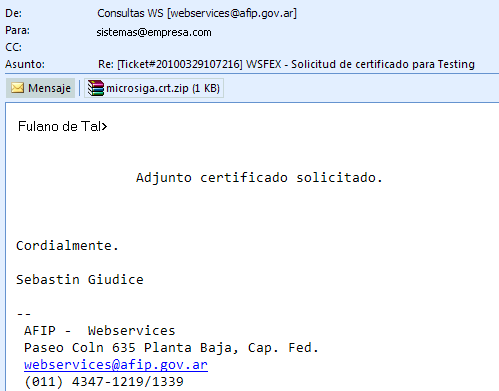 De: Consultas WS [webservices@afip.gov.ar]
Para: sistemas@empresa.com
CC:
Asunto: Re: [Ticket#20100329107216] WSFEX - Solicitud de certificado para Testing
Mensaje microsiga.crt.zip (1 KB)
Fulano de Tal>
Adjunto certificado solicitado.
Cordialmente.
Sebastin Giudice
--
AFIP - Webservices
Paseo Coln 635 Planta Baja, Cap. Fed.
webservices@afip.gov.ar
(011) 4347-1219/1339